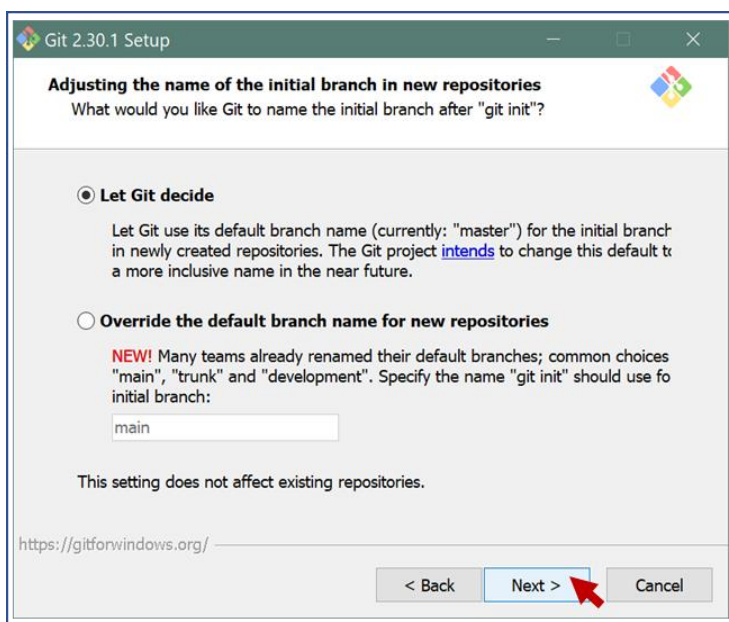 Git 2.30.1 Setup
Adjusting the name of the initial branch in new repositories
What would you like Git to name the initial branch after "git init"?
Let Git decide
Let Git use its default branch name (currently: "master") for the initial branch
in newly created repositories. The Git project intends to change this default
a more inclusive name in the near future.
Override the default branch name for new repositories
NEW! Many teams already renamed their default branches; common choices
"main", "trunk" and "development". Specify the name "git init" should use
initial branch:
main
This setting does not affect existing repositories.
https://gitforwindows.org/
< Back
Next >
Cancel